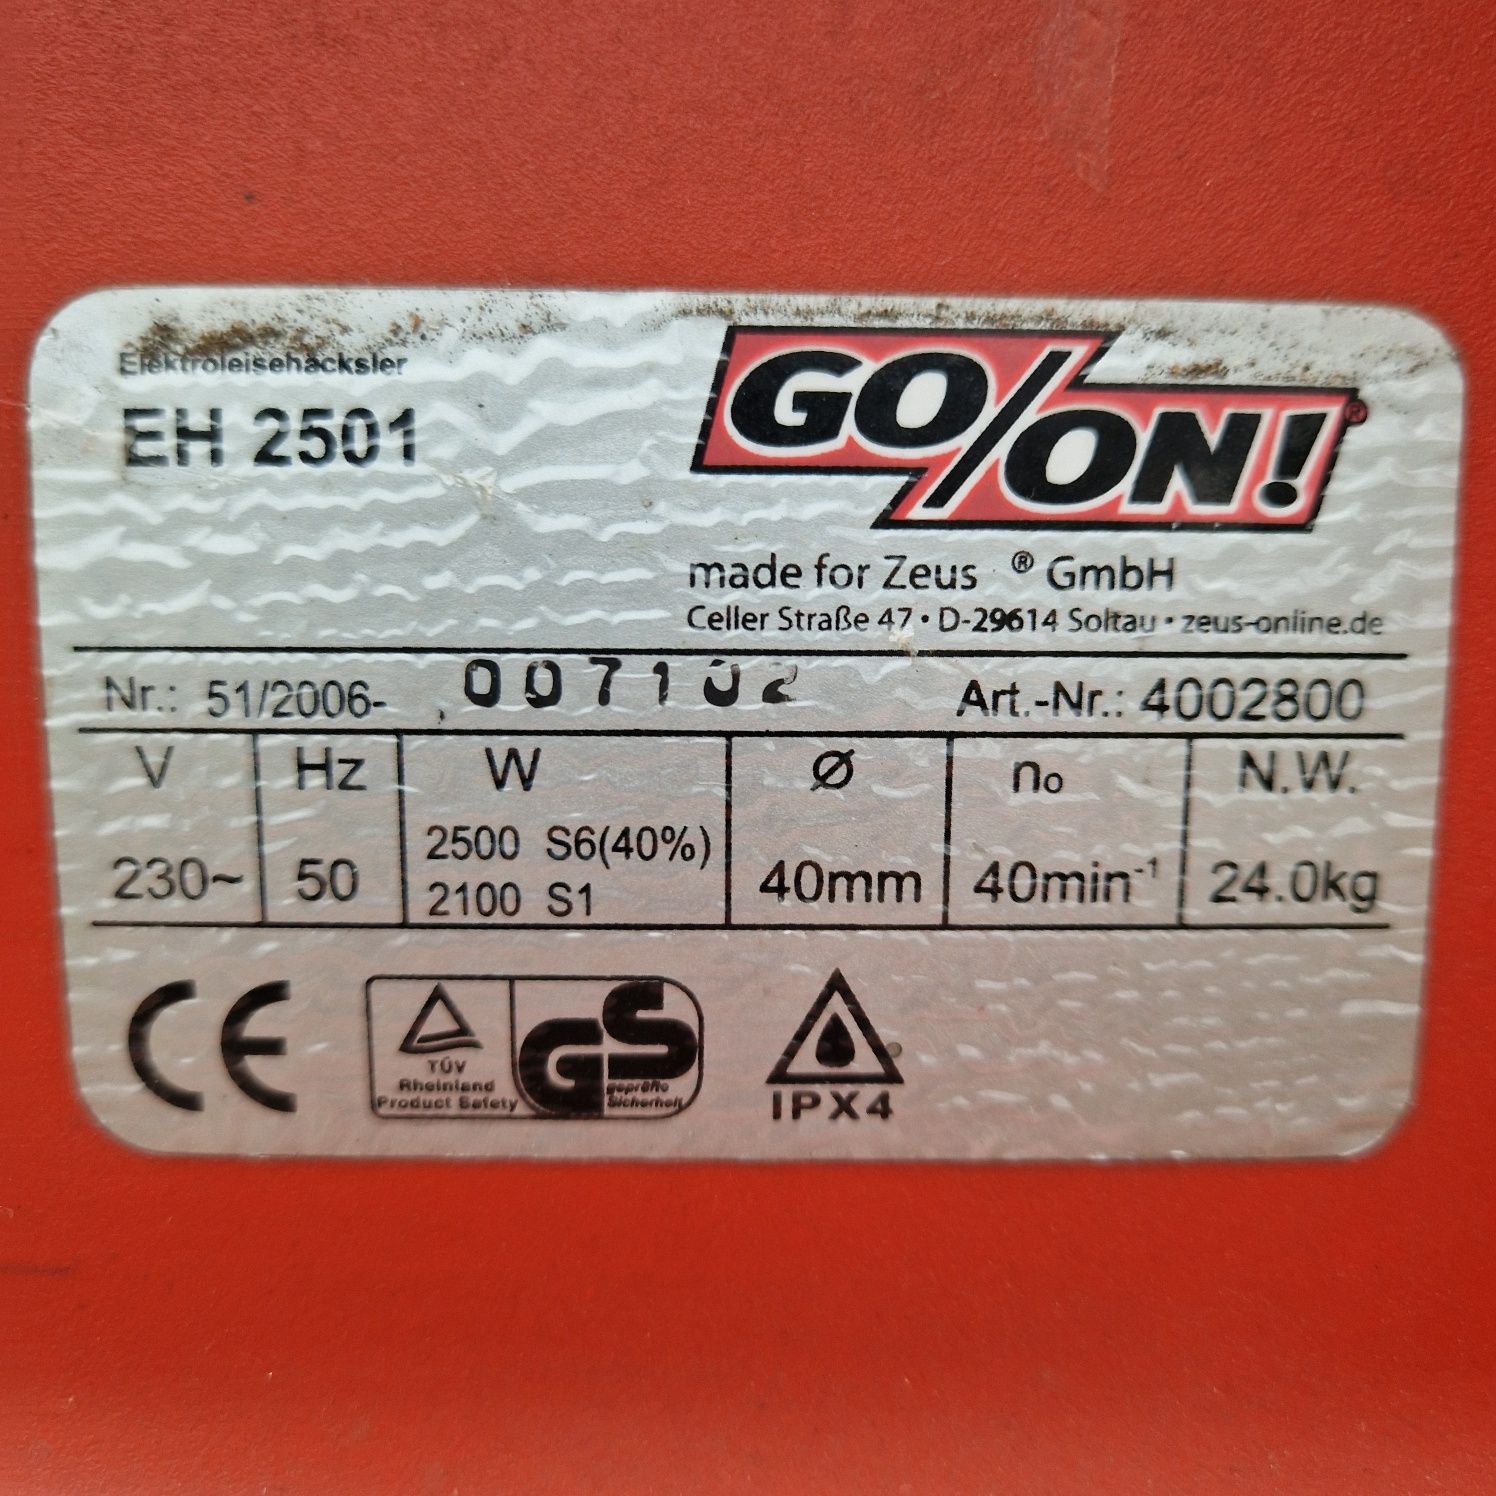 Elektroleisehäcksler
EH 2501
GO/ON!®
made for Zeus ® GmbH
Celler Straße 47 • D-29614 Soltau • zeus-online.de
Nr.: 51/2006- 007102 Art.-Nr.: 4002800
V Hz W Ø n₀ N.W.
2500 S6(40%)
230~ 50 40mm 40min⁻¹ 24.0kg
2100 S1
CE
TÜV
Rheinland
Product Safety
GS
geprüfte
Sicherheit
IPX4